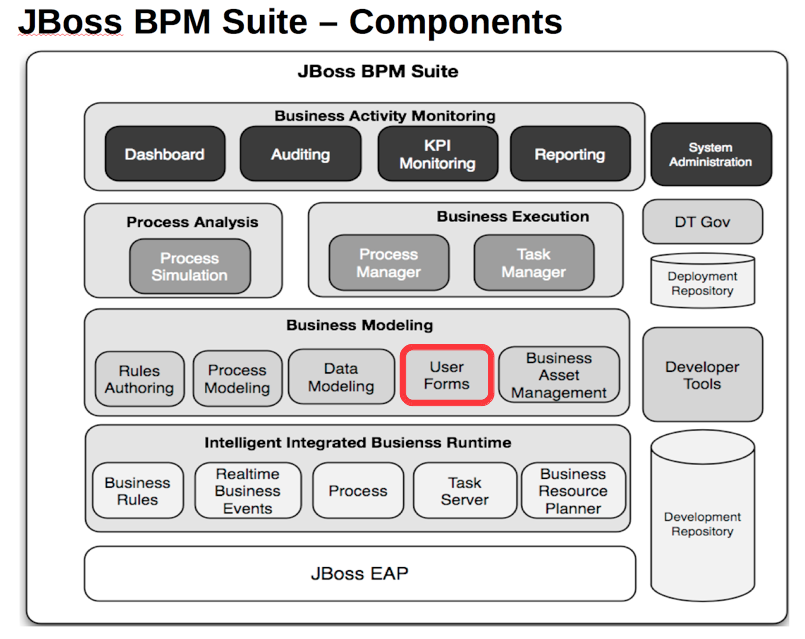 JBoss BPM Suite – Components
JBoss BPM Suite
Business Activity Monitoring
Dashboard
Auditing
KPI
Monitoring
Reporting
System
Administration
Process Analysis
Process
Simulation
Business Execution
Process
Manager
Task
Manager
DT Gov
Deployment
Repository
Business Modeling
Rules
Authoring
Process
Modeling
Data
Modeling
User
Forms
Business
Asset
Management
Developer
Tools
Intelligent Integrated Busienss Runtime
Business
Rules
Realtime
Business
Events
Process
Task
Server
Business
Resource
Planner
Development
Repository
JBoss EAP